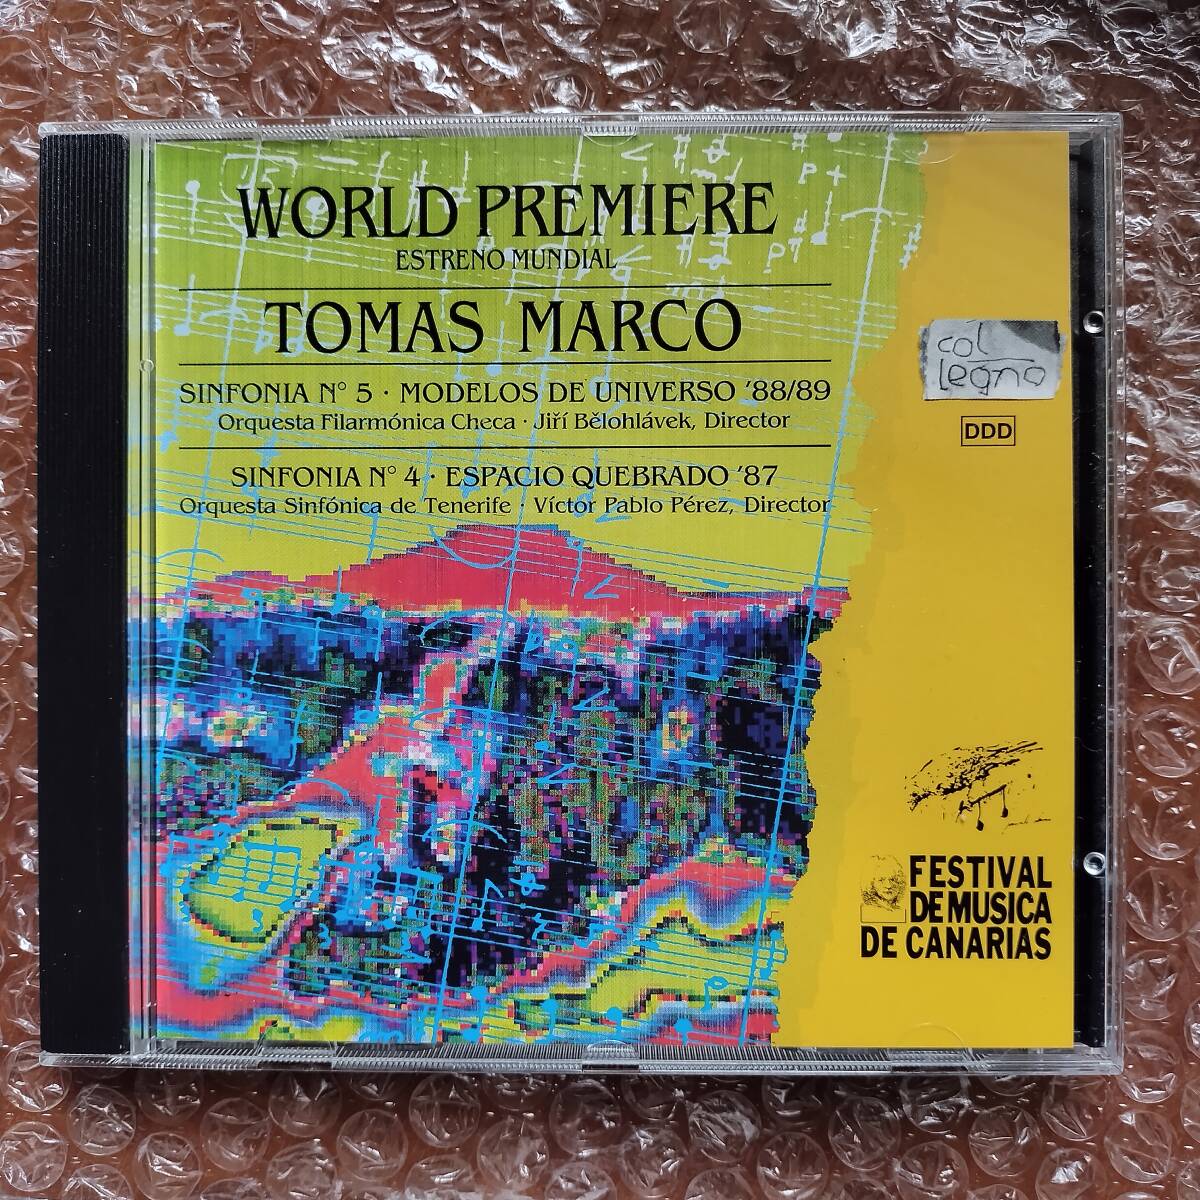 WORLD PREMIERE
ESTRENO MUNDIAL
TOMAS MARCO
SINFONIA N° 5 · MODELOS DE UNIVERSO '88/89
Orquesta Filarmónica Checa · Jiří Bělohlávek, Director
SINFONIA N° 4 · ESPACIO QUEBRADO '87
Orquesta Sinfónica de Tenerife · Víctor Pablo Pérez, Director
col
legno
DDD
FESTIVAL
DE MUSICA
DE CANARIAS